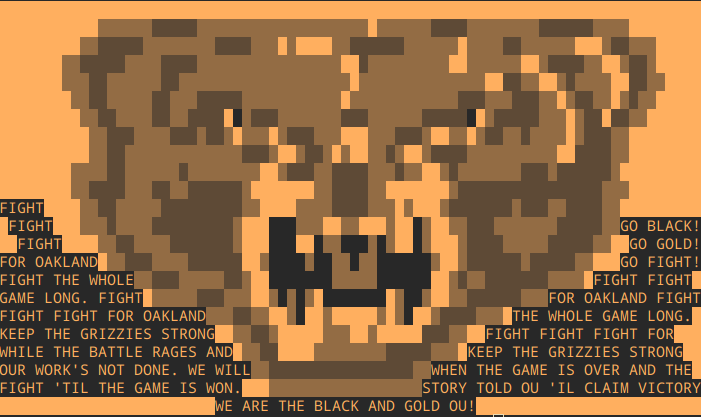 FIGHT
FIGHT GO BLACK!
FIGHT GO GOLD!
FOR OAKLAND GO FIGHT!
FIGHT THE WHOLE FIGHT FIGHT
GAME LONG. FIGHT FOR OAKLAND FIGHT
FIGHT FIGHT FOR OAKLAND THE WHOLE GAME LONG.
KEEP THE GRIZZIES STRONG FIGHT FIGHT FIGHT FOR
WHILE THE BATTLE RAGES AND KEEP THE GRIZZIES STRONG
OUR WORK'S NOT DONE. WE WILL WHEN THE GAME IS OVER AND THE
FIGHT 'TIL THE GAME IS WON. STORY TOLD OU 'IL CLAIM VICTORY
WE ARE THE BLACK AND GOLD OU!